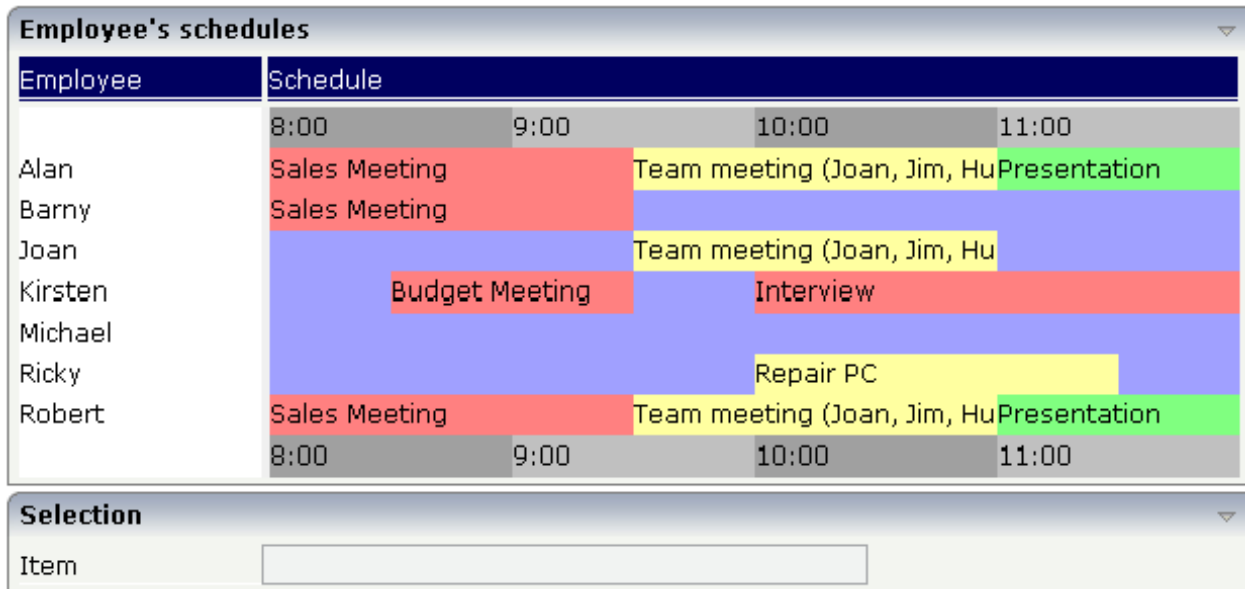 Employee's schedules
Employee Schedule
8:00 9:00 10:00 11:00
Alan Sales Meeting Team meeting (Joan, Jim, Hu Presentation
Barny Sales Meeting
Joan Team meeting (Joan, Jim, Hu
Kirsten Budget Meeting Interview
Michael
Ricky Repair PC
Robert Sales Meeting Team meeting (Joan, Jim, Hu Presentation
8:00 9:00 10:00 11:00
Selection
Item